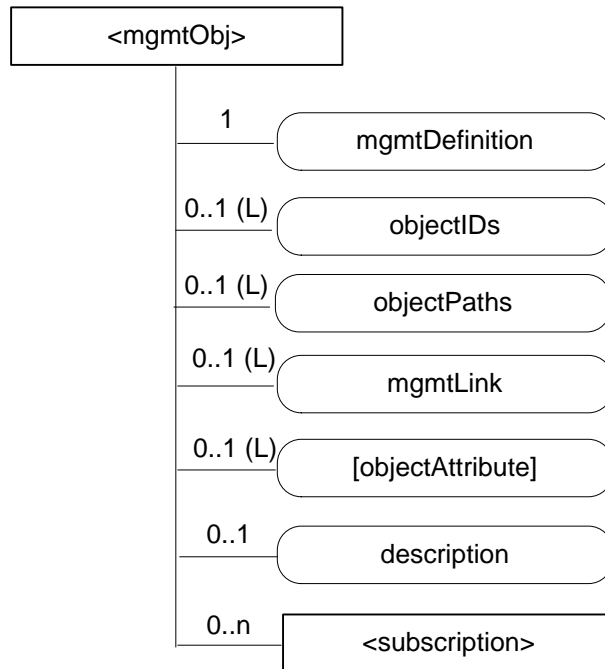 <mgmtObj>
1
mgmtDefinition
0..1 (L)
objectIDs
0..1 (L)
objectPaths
0..1 (L)
mgmtLink
0..1 (L)
[objectAttribute]
0..1
description
0..n
<subscription>